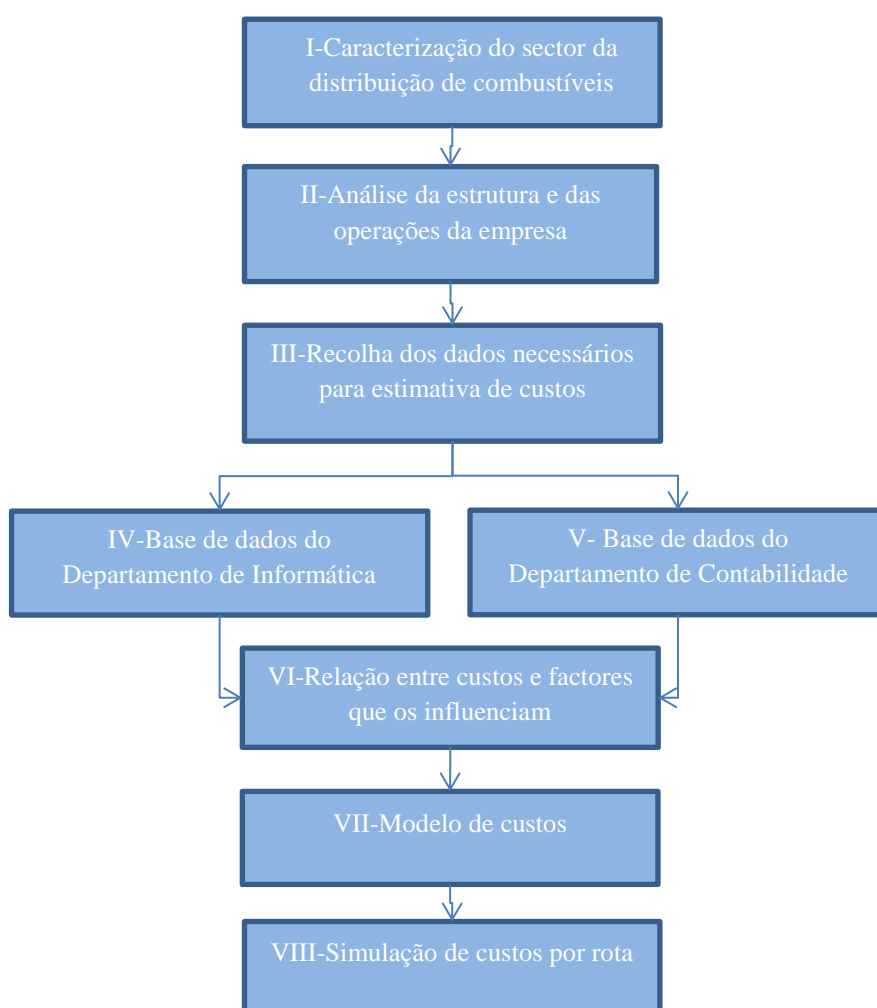 I-Caracterização do sector da
distribuição de combustíveis
II-Análise da estrutura e das
operações da empresa
III-Recolha dos dados necessários
para estimativa de custos
IV-Base de dados do
Departamento de Informática
V- Base de dados do
Departamento de Contabilidade
VI-Relação entre custos e factores
que os influenciam
VII-Modelo de custos
VIII-Simulação de custos por rota